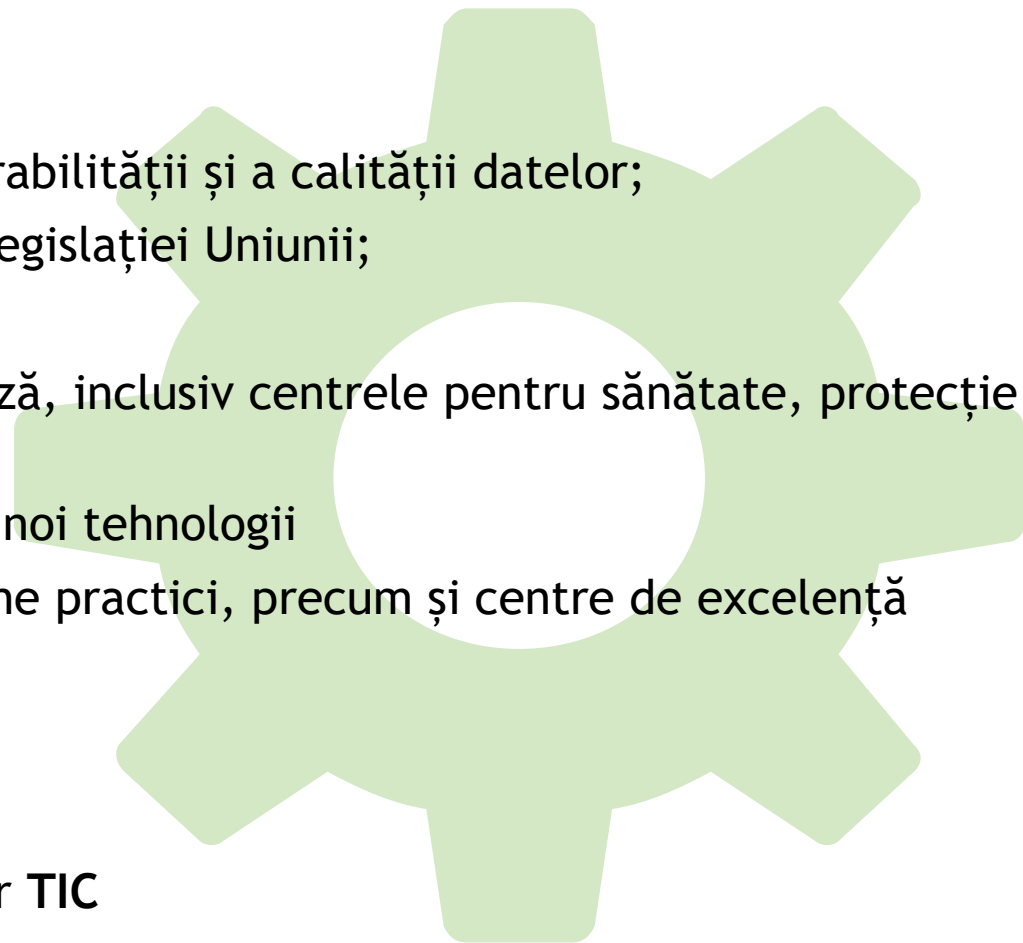 rabilității și a calității datelor;
egislației Uniunii;
ză, inclusiv centrele pentru sănătate, protecție
noi tehnologii
ne practici, precum și centre de excelență
r TIC